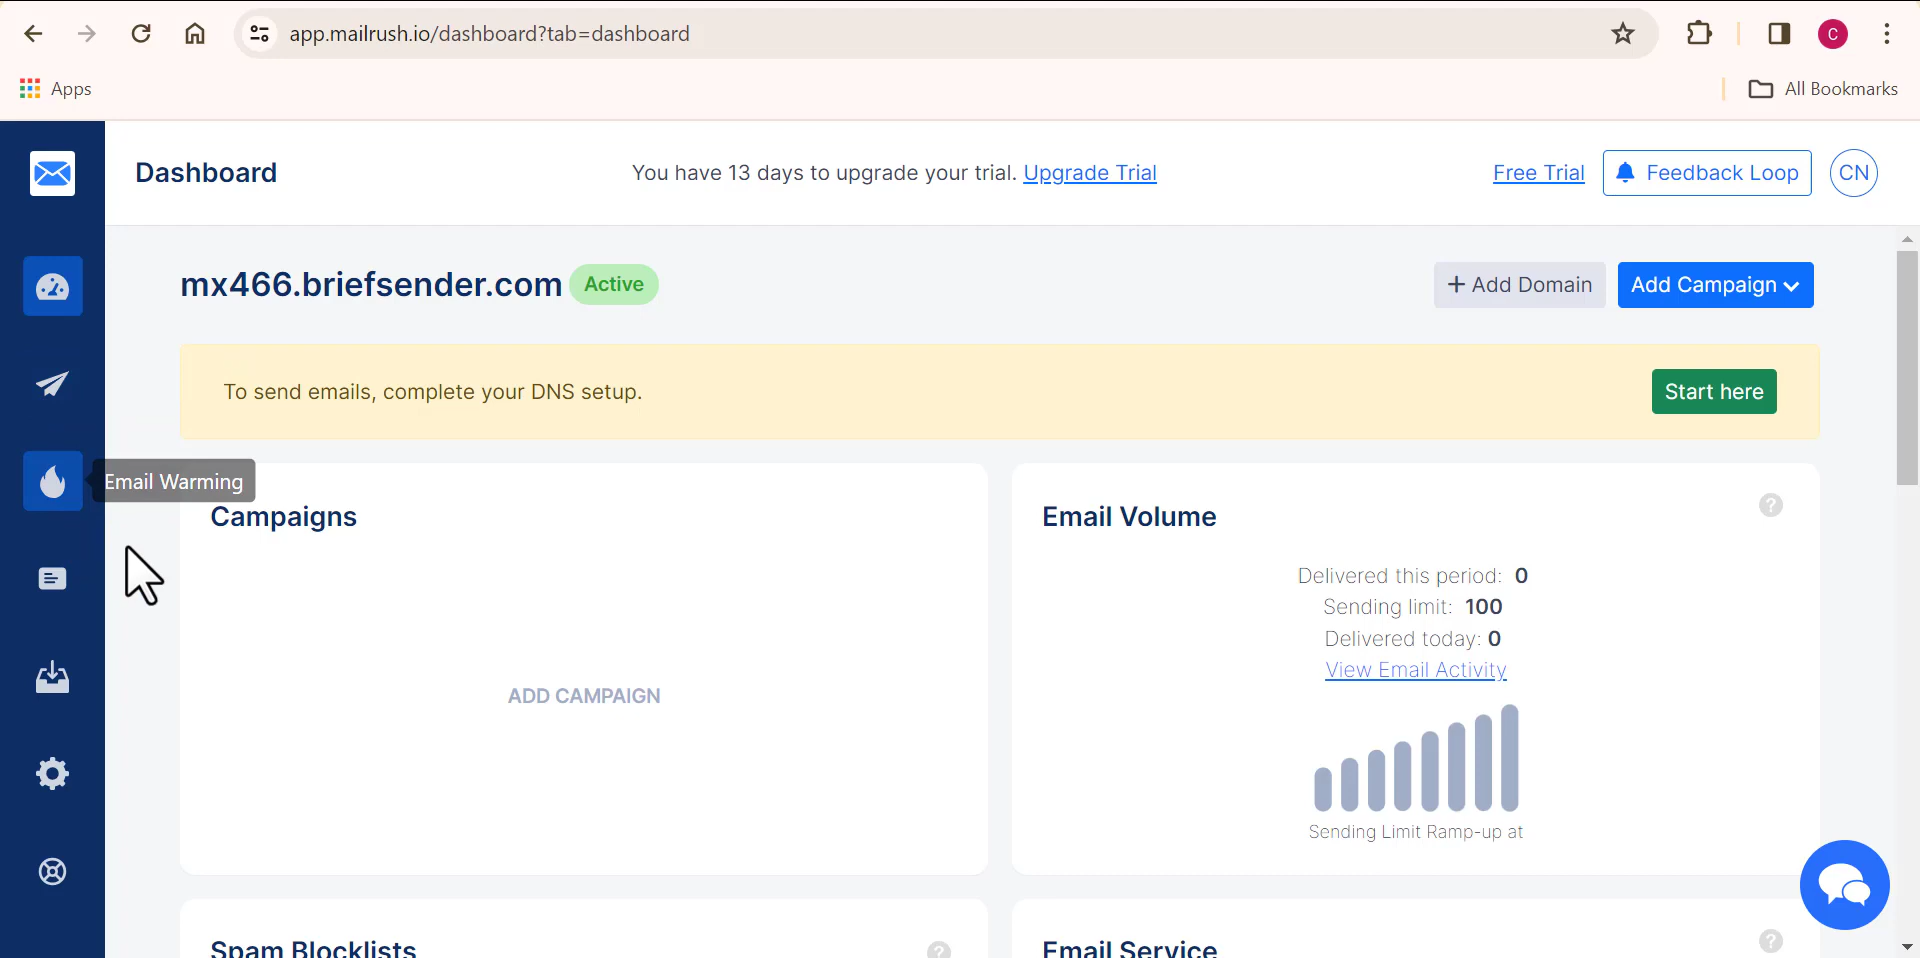 app.mailrush.io/dashboard?tab=dashboard
C
Apps
All Bookmarks
Dashboard
You have 13 days to upgrade your trial. Upgrade Trial
Free Trial
Feedback Loop
CN
mx466.briefsender.com
Active
+ Add Domain
Add Campaign
To send emails, complete your DNS setup.
Start here
Email Warming
Campaigns
ADD CAMPAIGN
Email Volume
?
Delivered this period: 0
Sending limit: 100
Delivered today: 0
View Email Activity
Sending Limit Ramp-up at
Spam Blocklists
?
Email Service
?